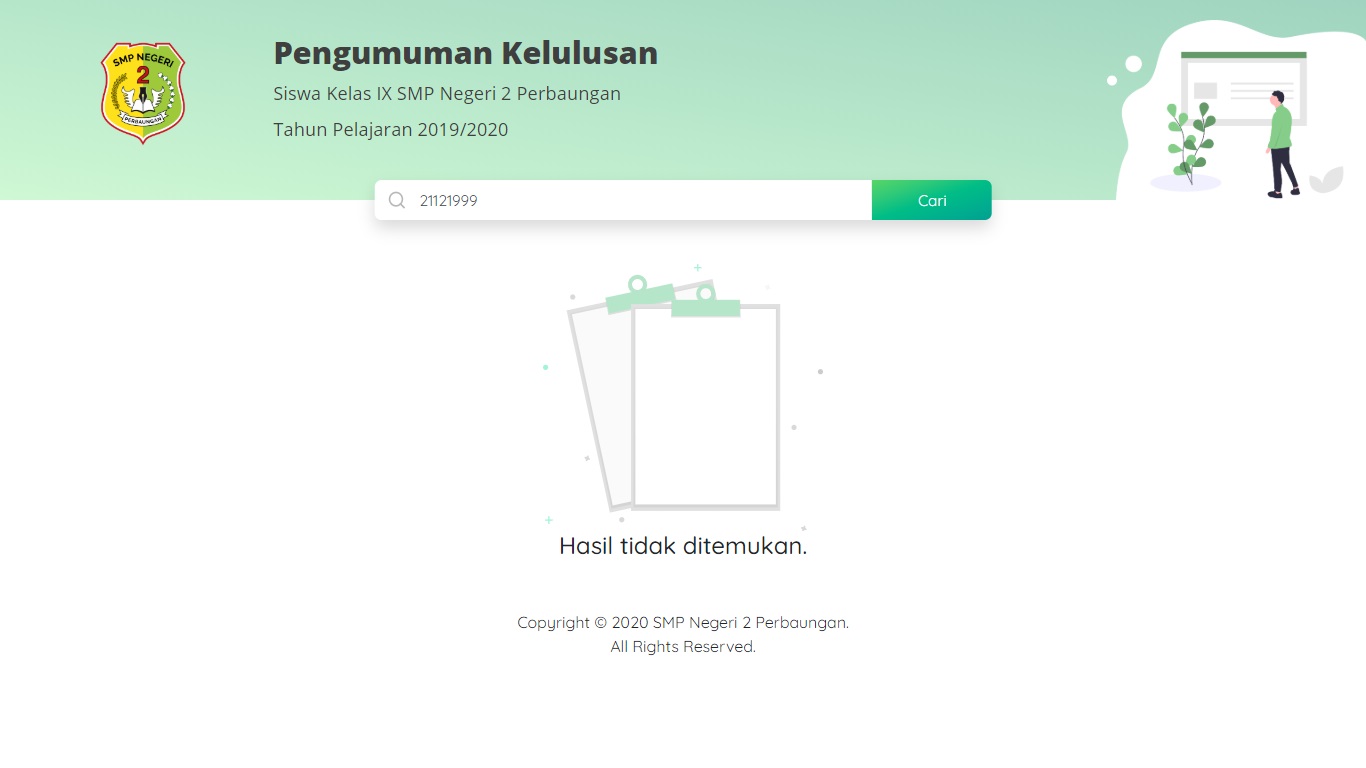 SMP NEGERI
2
PERBAUNGAN
Pengumuman Kelulusan
Siswa Kelas IX SMP Negeri 2 Perbaungan
Tahun Pelajaran 2019/2020
21121999
Cari
Hasil tidak ditemukan.
Copyright © 2020 SMP Negeri 2 Perbaungan.
All Rights Reserved.